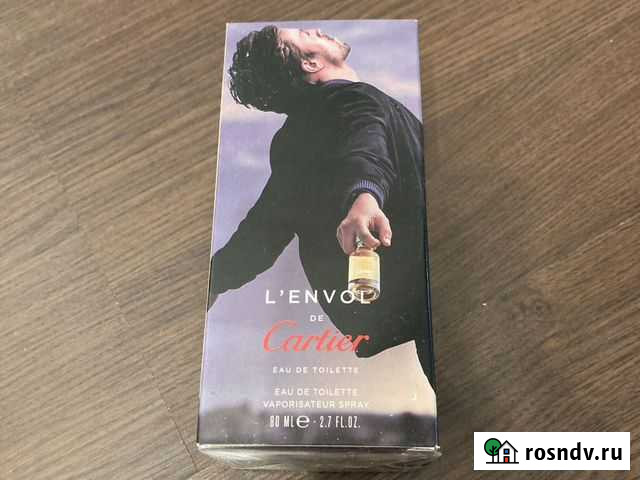 L'ENVOL
DE
Cartier
EAU DE TOILETTE
EAU DE TOILETTE
VAPORISATEUR SPRAY
80 ML℮ - 2.7 FL.OZ.
rosndv.ru